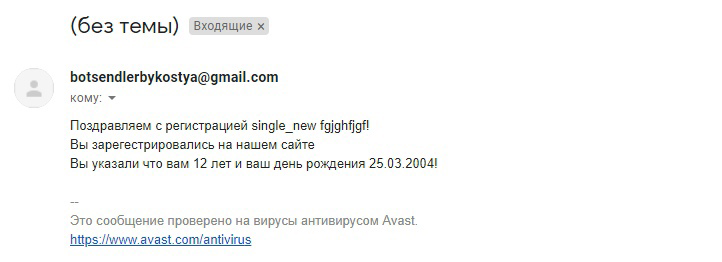 (без темы) Входящие ×
botsendlerbykostya@gmail.com
кому:
Поздравляем с регистрацией single_new fgjghfjgf!
Вы зарегестрировались на нашем сайте
Вы указали что вам 12 лет и ваш день рождения 25.03.2004!
--
Это сообщение проверено на вирусы антивирусом Avast.
https://www.avast.com/antivirus